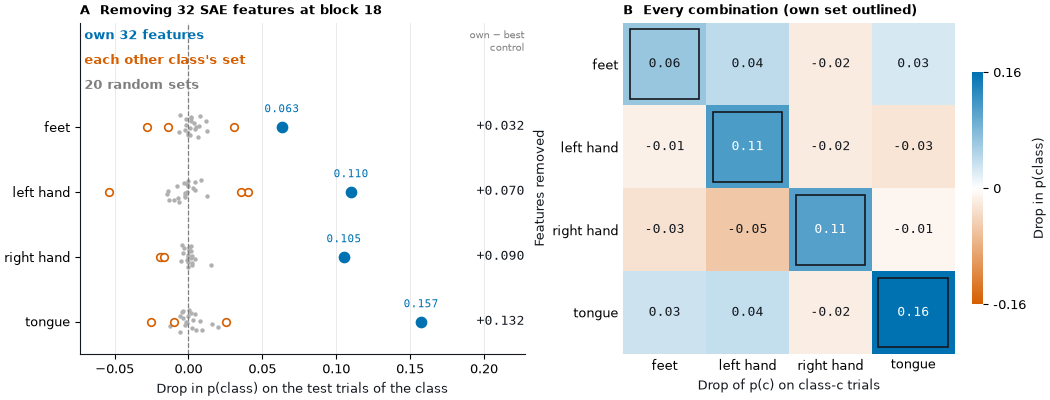 A Removing 32 SAE features at block 18
own 32 features
each other class's set
20 random sets
own − best
control
feet
left hand
right hand
tongue
0.063
0.110
0.105
0.157
+0.032
+0.070
+0.090
+0.132
−0.05
0.00
0.05
0.10
0.15
0.20
Drop in p(class) on the test trials of the class
B Every combination (own set outlined)
Features removed
feet
left hand
right hand
tongue
0.06 0.04 -0.02 0.03
-0.01 0.11 -0.02 -0.03
-0.03 -0.05 0.11 -0.01
0.03 0.04 -0.02 0.16
feet
left hand
right hand
tongue
Drop of p(c) on class-c trials
0.16
0
-0.16
Drop in p(class)